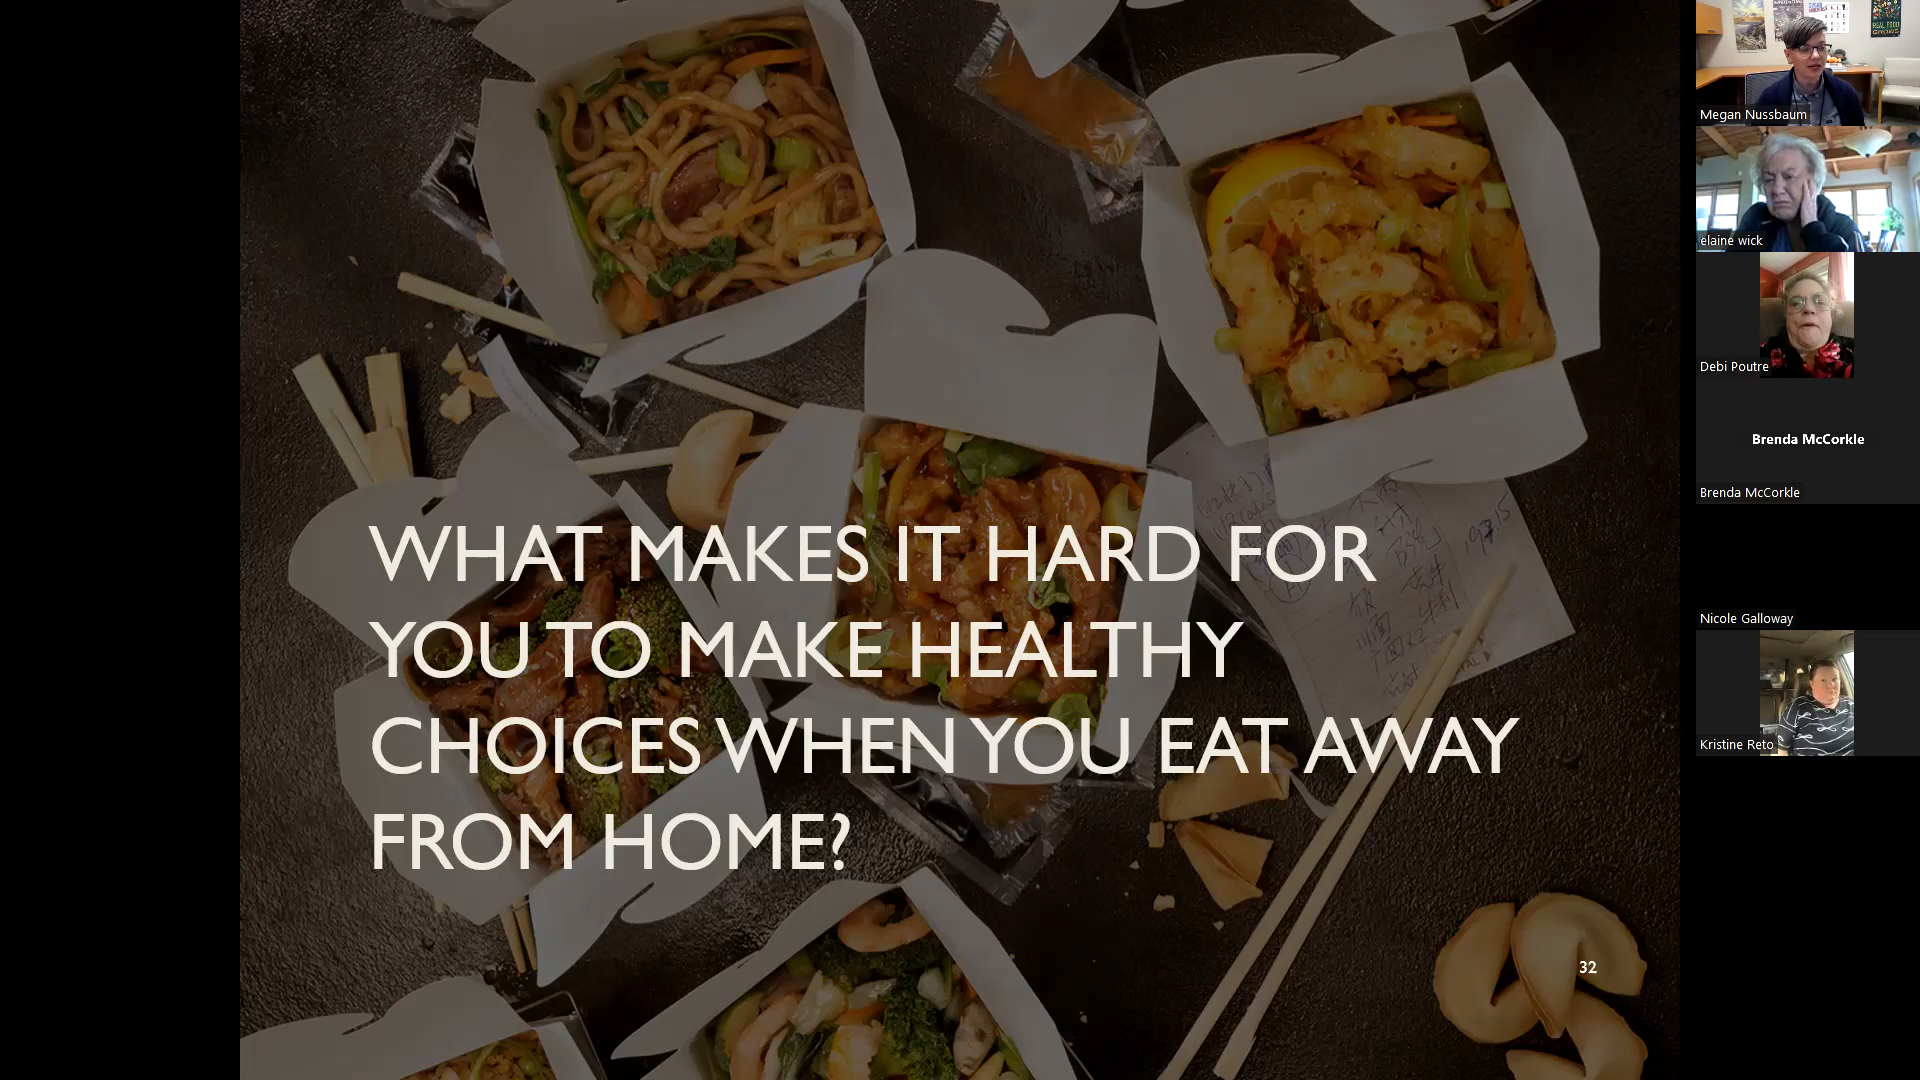 WHAT MAKES IT HARD FOR
YOU TO MAKE HEALTHY
CHOICES WHEN YOU EAT AWAY
FROM HOME?
32
Megan Nussbaum
elaine wick
Debi Poutre
Brenda McCorkle
Brenda McCorkle
Nicole Galloway
Kristine Reto